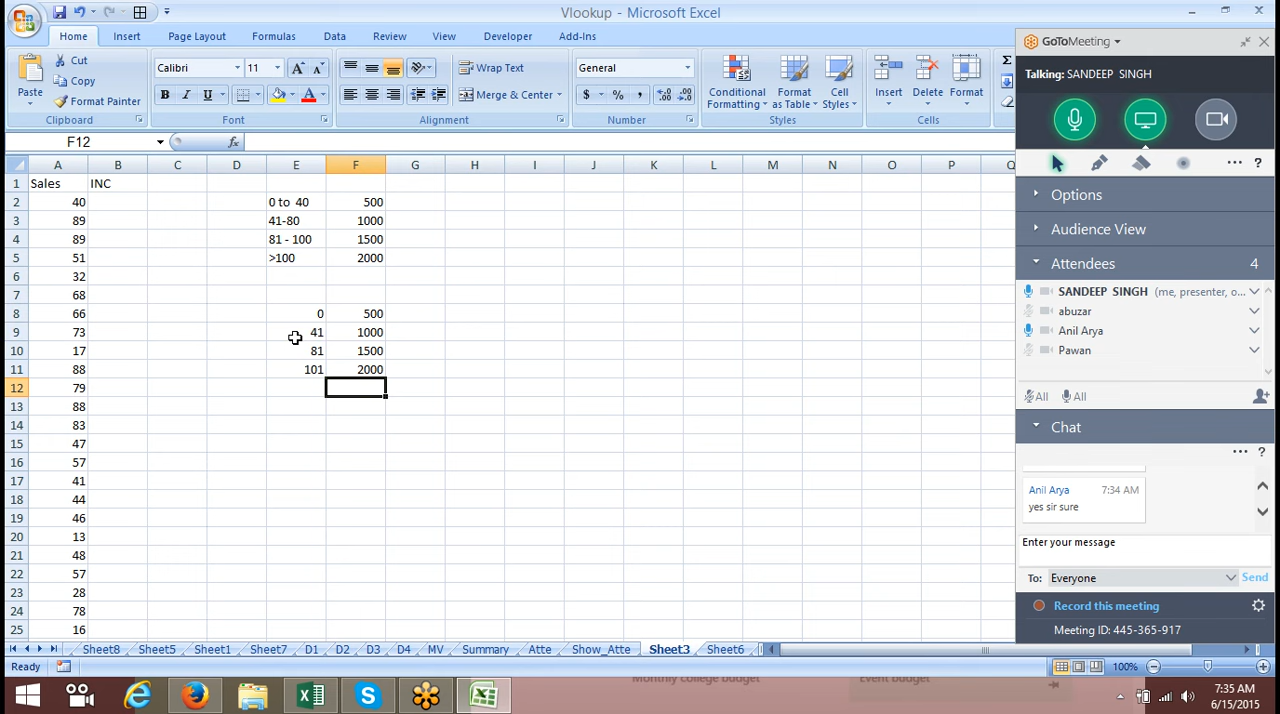 Vlookup - Microsoft Excel
Home Insert Page Layout Formulas Data Review View Developer Add-Ins
Paste Cut Copy Format Painter Clipboard
Calibri 11 A A B I U A Font
Wrap Text Merge & Center Alignment
General $ % , Number
Conditional Formatting Format as Table Cell Styles Styles
Insert Delete Format Cells
Σ
F12 fx
A B C D E F G H I J K L M N O P Q
1 Sales INC
2 40 0 to 40 500
3 89 41-80 1000
4 89 81 - 100 1500
5 51 >100 2000
6 32
7 68
8 66 0 500
9 73 41 1000
10 17 81 1500
11 88 101 2000
12 79
13 88
14 83
15 47
16 57
17 41
18 44
19 46
20 13
21 48
22 57
23 28
24 78
25 16
Sheet8 Sheet5 Sheet1 Sheet7 D1 D2 D3 D4 MV Summary Atte Show_Atte Sheet3 Sheet6
Ready 100%
GoToMeeting
Talking: SANDEEP SINGH
... ?
Options
Audience View
Attendees 4
SANDEEP SINGH (me, presenter, o...
abuzar
Anil Arya
Pawan
All All
Chat
... ?
Anil Arya 7:34 AM
yes sir sure
Enter your message
To: Everyone Send
Record this meeting
Meeting ID: 445-365-917
Monthly college budget Event budget
7:35 AM
6/15/2015